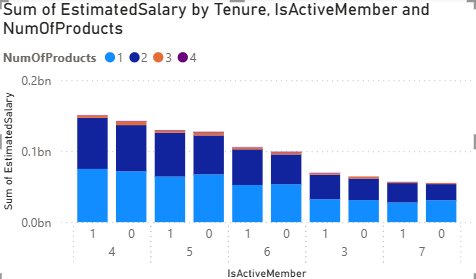 Sum of EstimatedSalary by Tenure, IsActiveMember and
NumOfProducts
NumOfProducts 1 2 3 4
0.2bn
0.1bn
0.0bn
Sum of EstimatedSalary
1 0 1 0 1 0 1 0 1 0
4 5 6 3 7
IsActiveMember